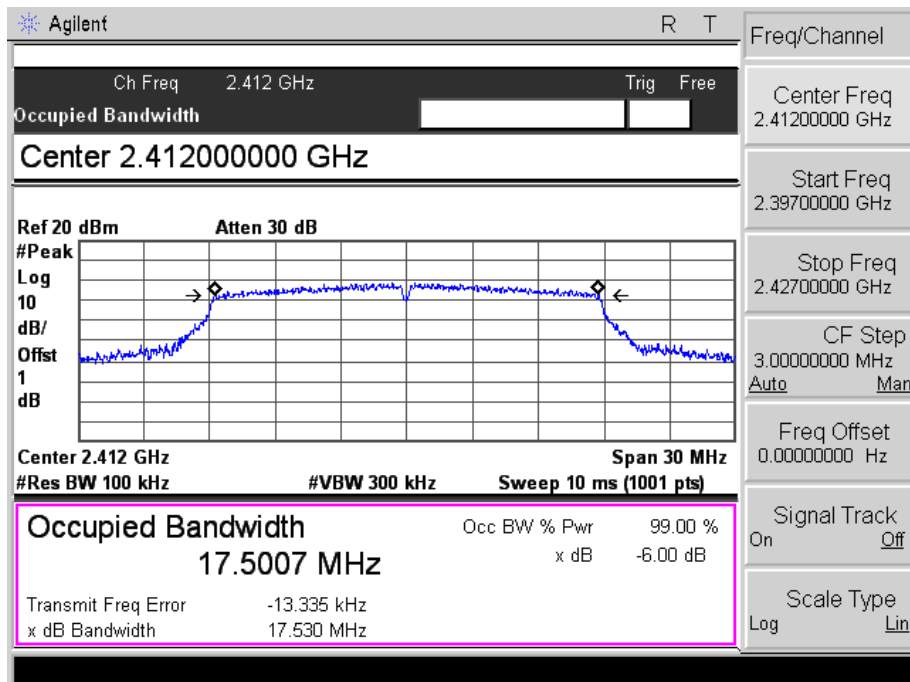 Agilent R T
Ch Freq 2.412 GHz Trig Free
Occupied Bandwidth
Center 2.412000000 GHz
Ref 20 dBm Atten 30 dB
#Peak
Log
10
dB/
Offst
1
dB
Center 2.412 GHz Span 30 MHz
#Res BW 100 kHz #VBW 300 kHz Sweep 10 ms (1001 pts)
Occupied Bandwidth Occ BW % Pwr 99.00 %
17.5007 MHz x dB -6.00 dB
Transmit Freq Error -13.335 kHz
x dB Bandwidth 17.530 MHz
Freq/Channel
Center Freq
2.41200000 GHz
Start Freq
2.39700000 GHz
Stop Freq
2.42700000 GHz
CF Step
3.00000000 MHz
Auto Man
Freq Offset
0.00000000 Hz
Signal Track
On Off
Scale Type
Log Lin